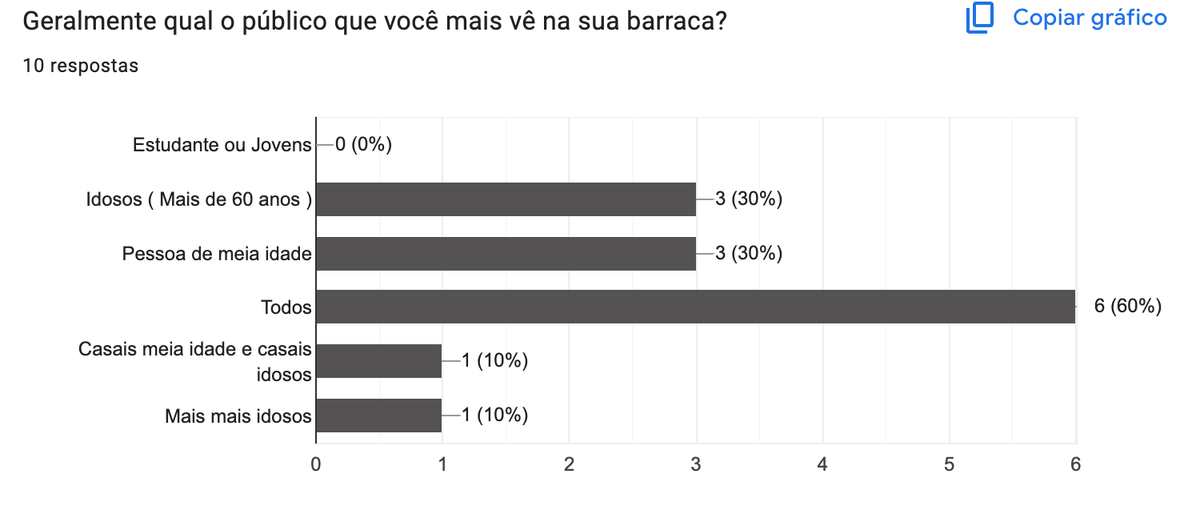 Geralmente qual o público que você mais vê na sua barraca?
Copiar gráfico
10 respostas
Estudante ou Jovens
0 (0%)
Idosos ( Mais de 60 anos )
3 (30%)
Pessoa de meia idade
3 (30%)
Todos
6 (60%)
Casais meia idade e casais
idosos
1 (10%)
Mais mais idosos
1 (10%)
0 1 2 3 4 5 6